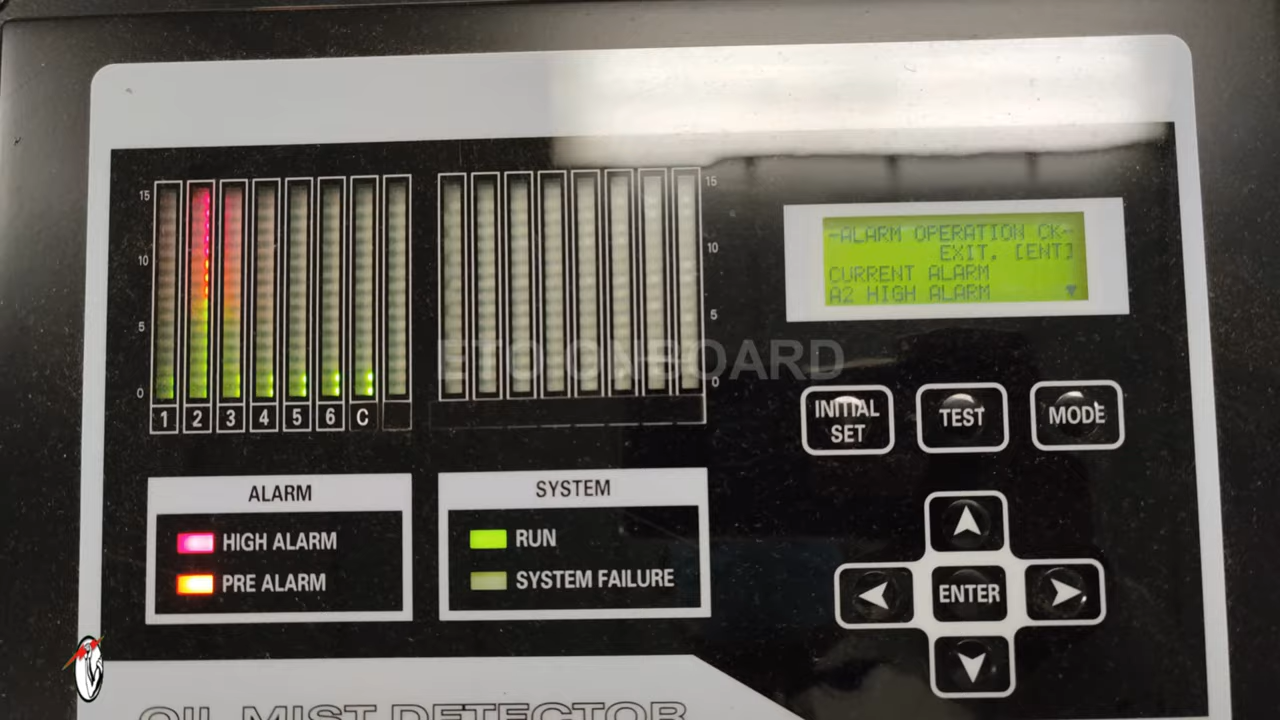 15
10
5
0
1 2 3 4 5 6 C
15
10
5
0
-ALARM OPERATION CK-
EXIT. [ENT]
CURRENT ALARM
A2 HIGH ALARM
ETO ONBOARD
INITIAL
SET
TEST
MODE
ALARM
HIGH ALARM
PRE ALARM
SYSTEM
RUN
SYSTEM FAILURE
ENTER
OIL MIST DETECTOR